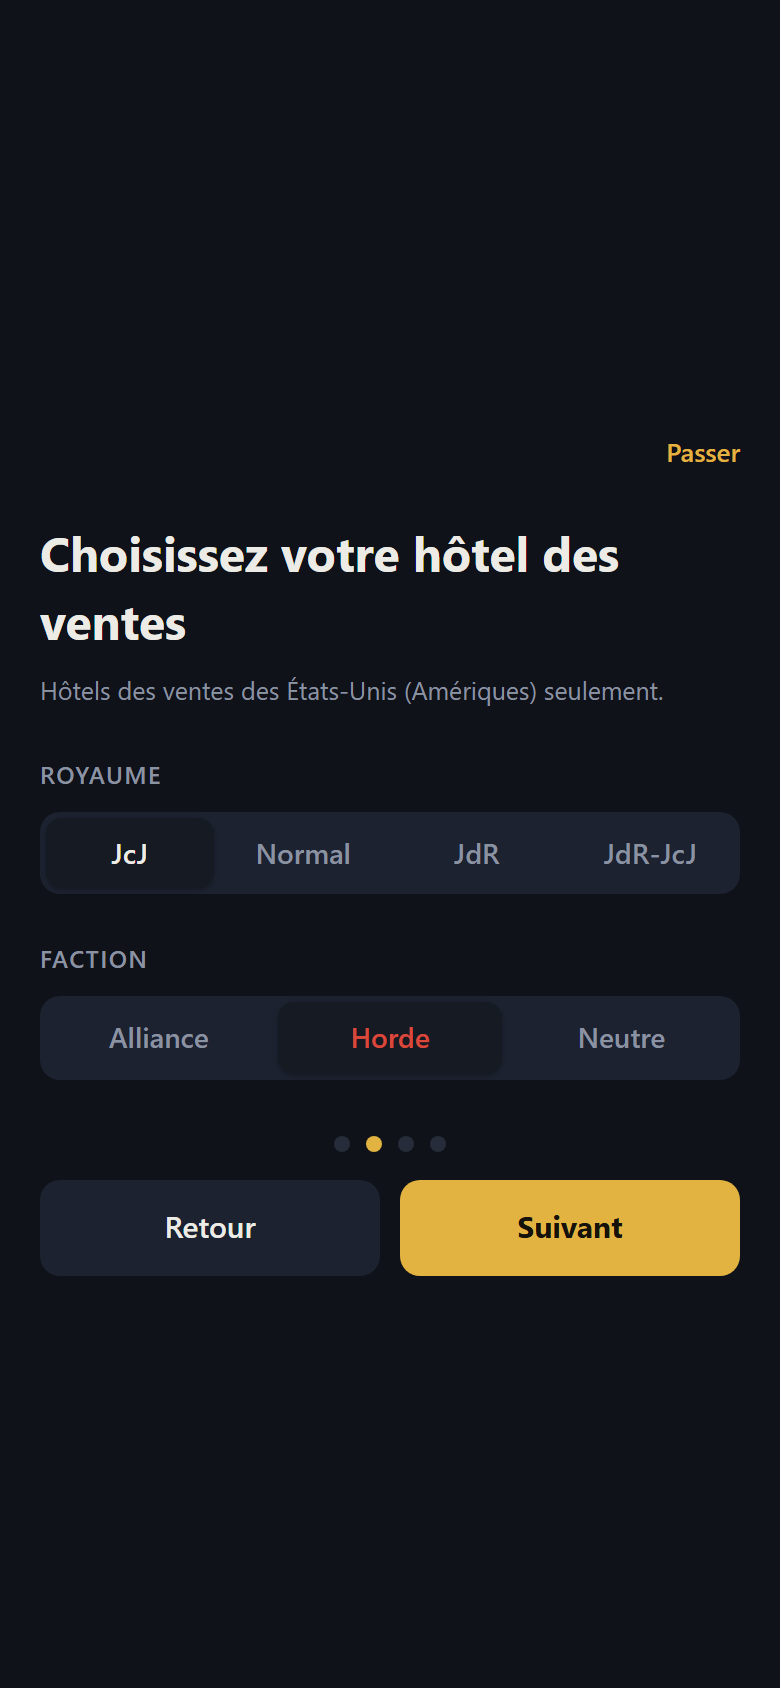 Passer
Choisissez votre hôtel des
ventes
Hôtels des ventes des États-Unis (Amériques) seulement.
ROYAUME
JcJ Normal JdR JdR-JcJ
FACTION
Alliance Horde Neutre
Retour Suivant